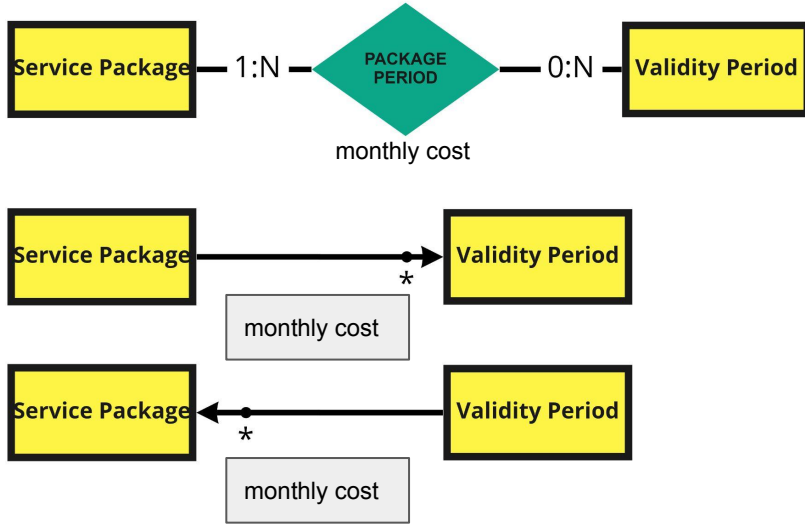 Service Package
1:N
PACKAGE
PERIOD
0:N
Validity Period
monthly cost
Service Package
*
Validity Period
monthly cost
Service Package
*
Validity Period
monthly cost